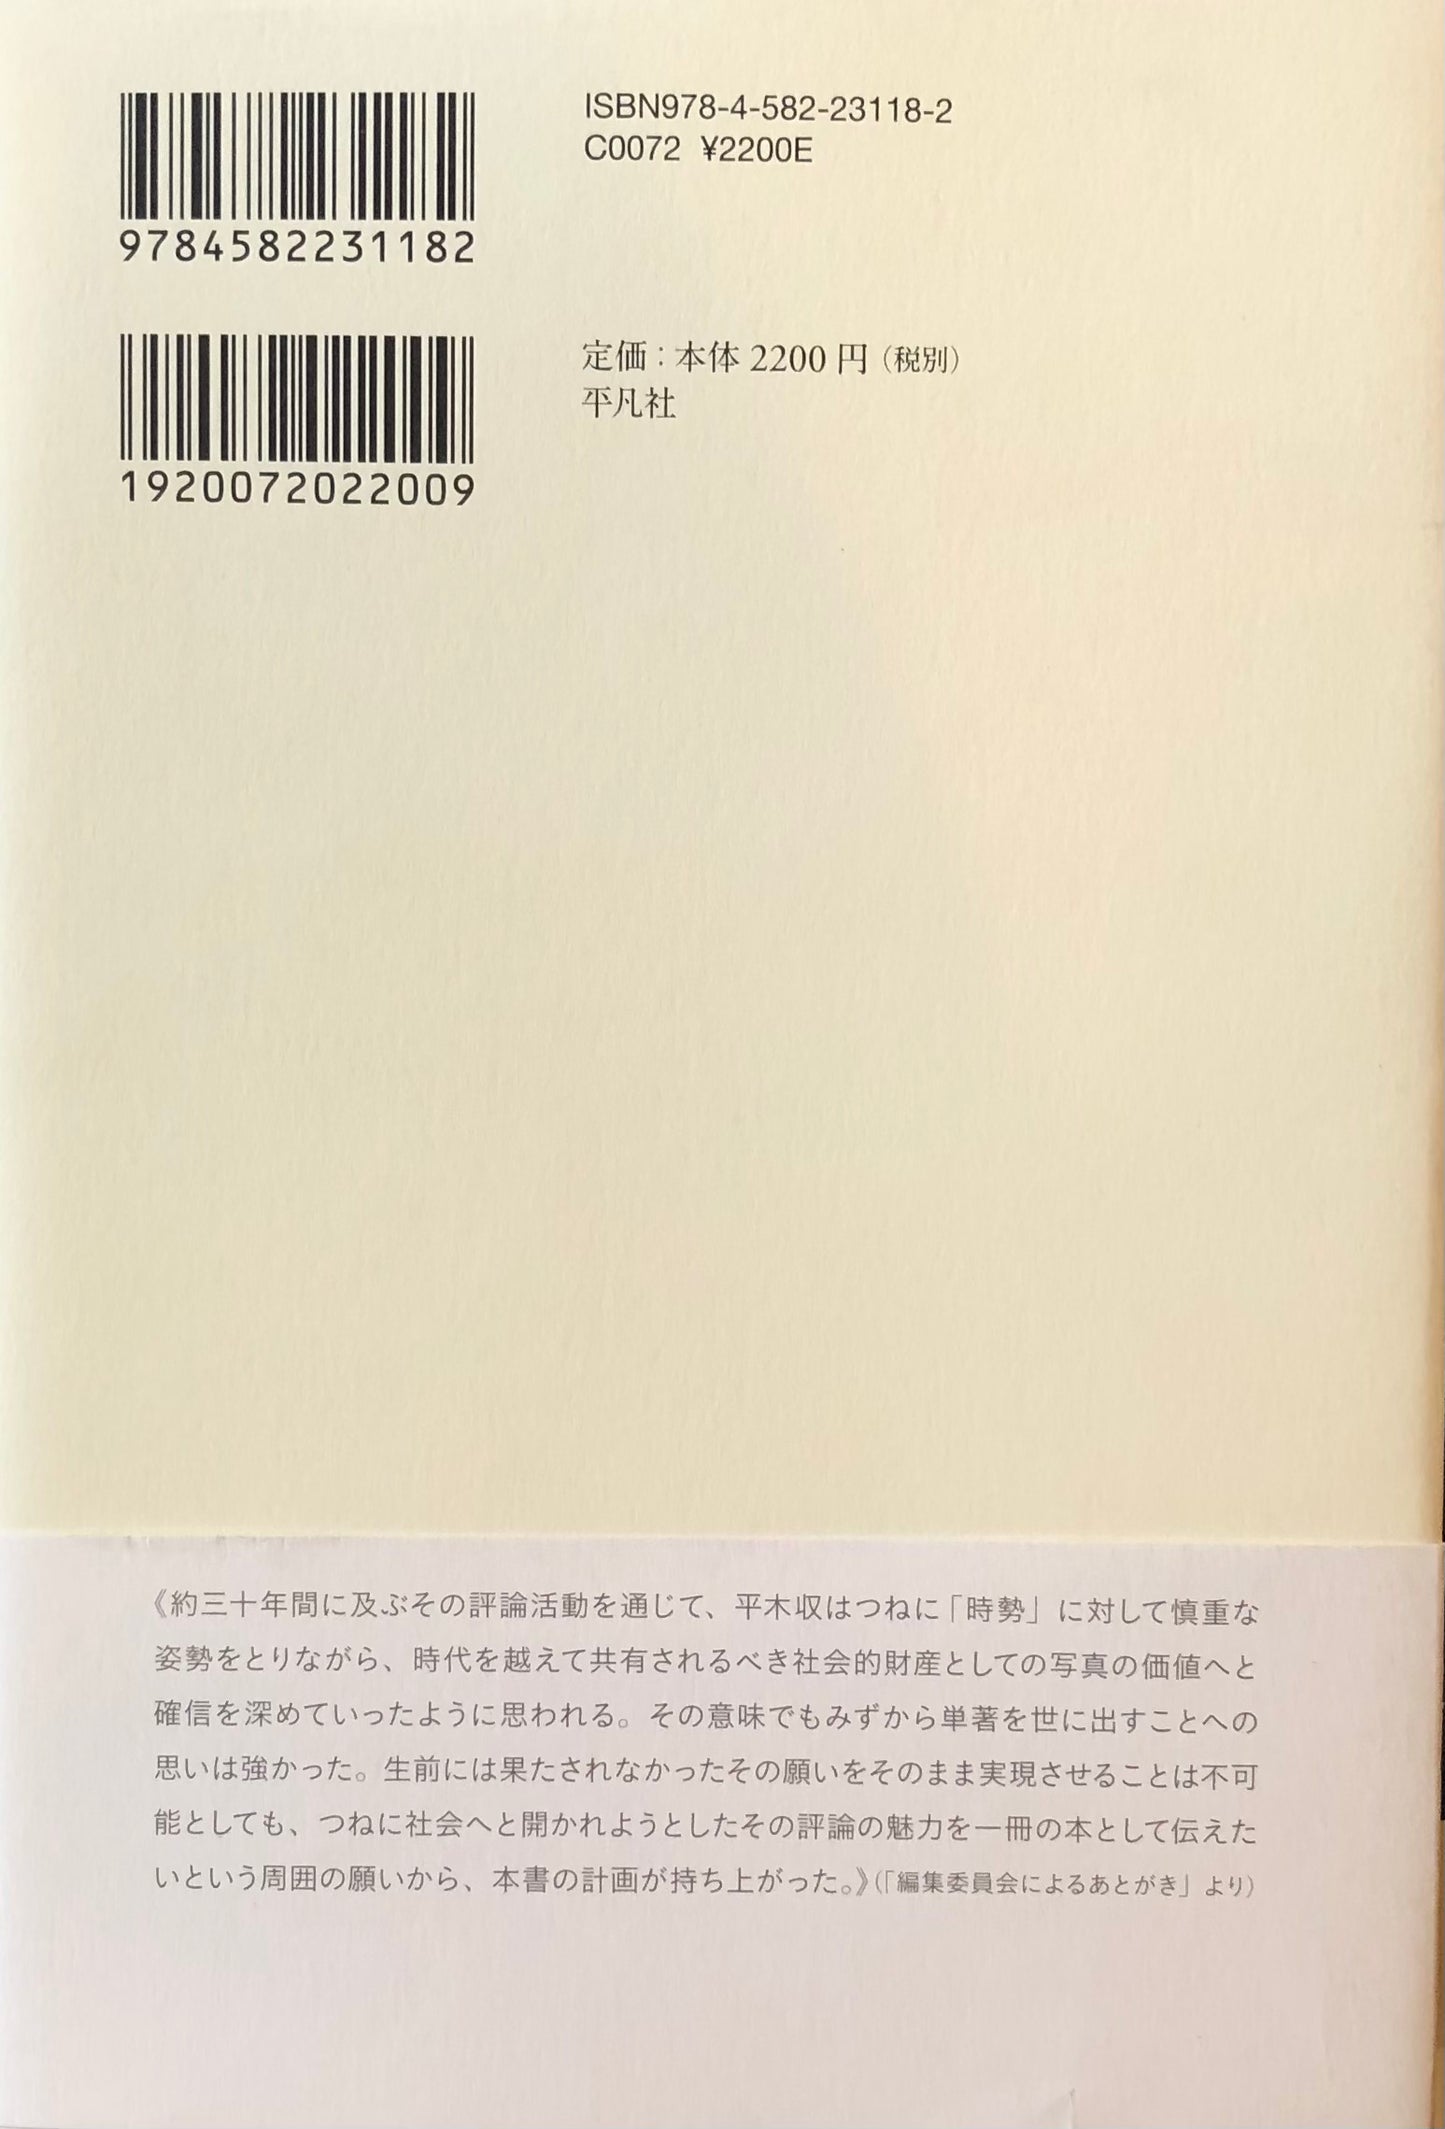 ISBN978-4-582-23118-2
C0072 ¥2200E
9784582231182
定価：本体2200円（税別）
平凡社
1920072022009
《約三十年間に及ぶその評論活動を通じて、平木収はつねに「時勢」に対して慎重な
姿勢をとりながら、時代を越えて共有されるべき社会的財産としての写真の価値へと
確信を深めていったように思われる。その意味でもみずから単著を世に出すことへの
思いは強かった。生前には果たされなかったその願いをそのまま実現させることは不可
能としても、つねに社会へと開かれようとしたその評論の魅力を一冊の本として伝えた
いという周囲の願いから、本書の計画が持ち上がった。》（「編集委員会によるあとがき」より）